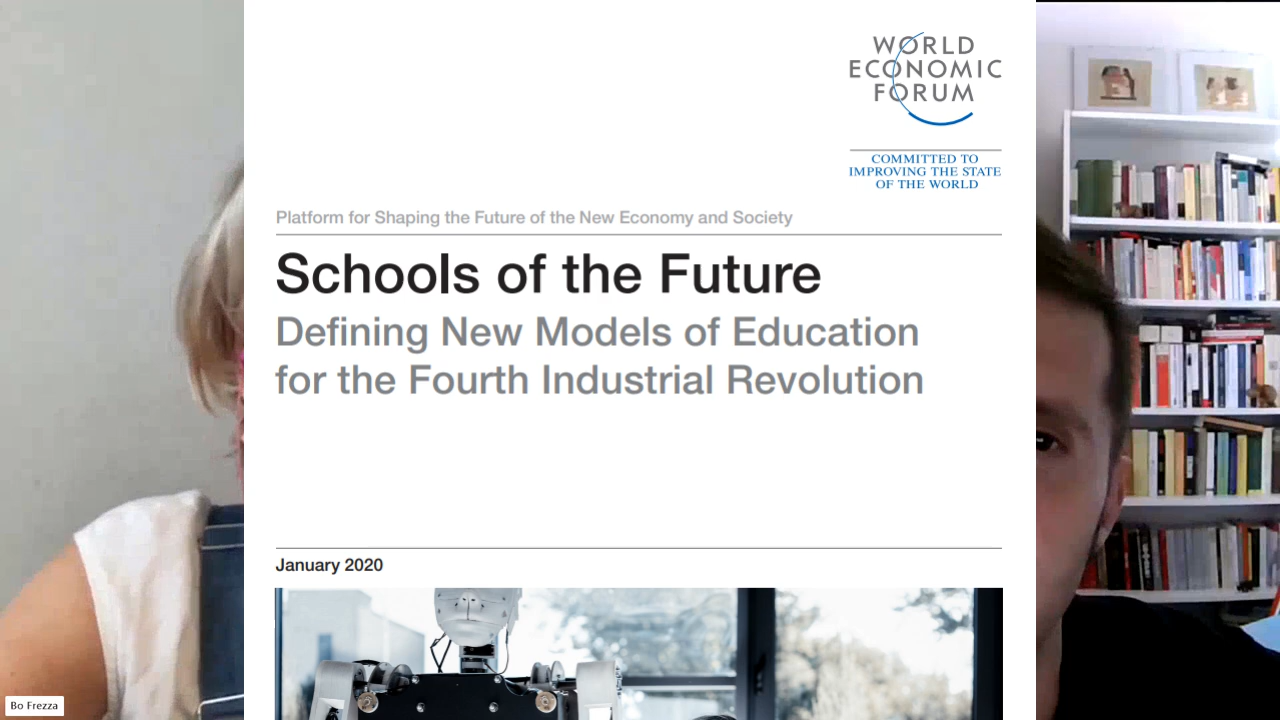 WORLD
ECONOMIC
FORUM
COMMITTED TO
IMPROVING THE STATE
OF THE WORLD
Platform for Shaping the Future of the New Economy and Society
Schools of the Future
Defining New Models of Education
for the Fourth Industrial Revolution
January 2020
Bo Frezza